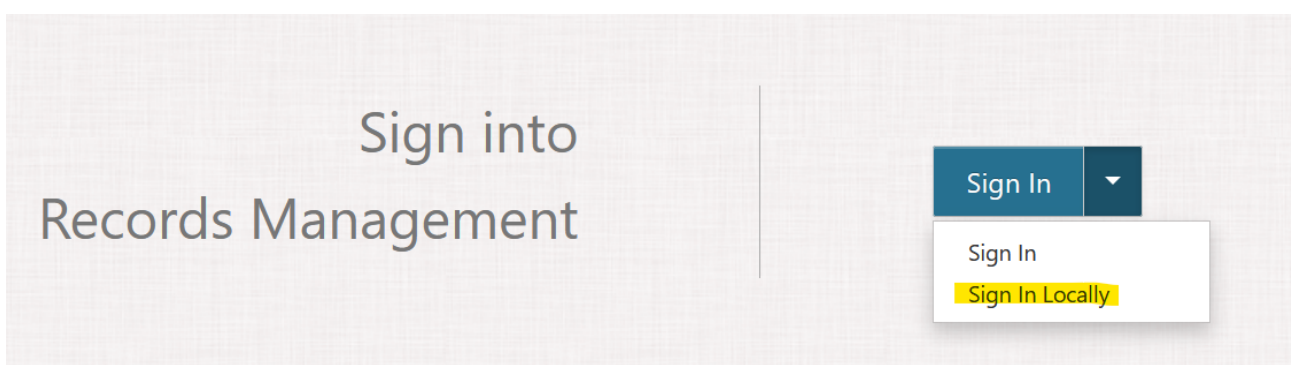 Sign into
Records Management
Sign In
Sign In
Sign In Locally